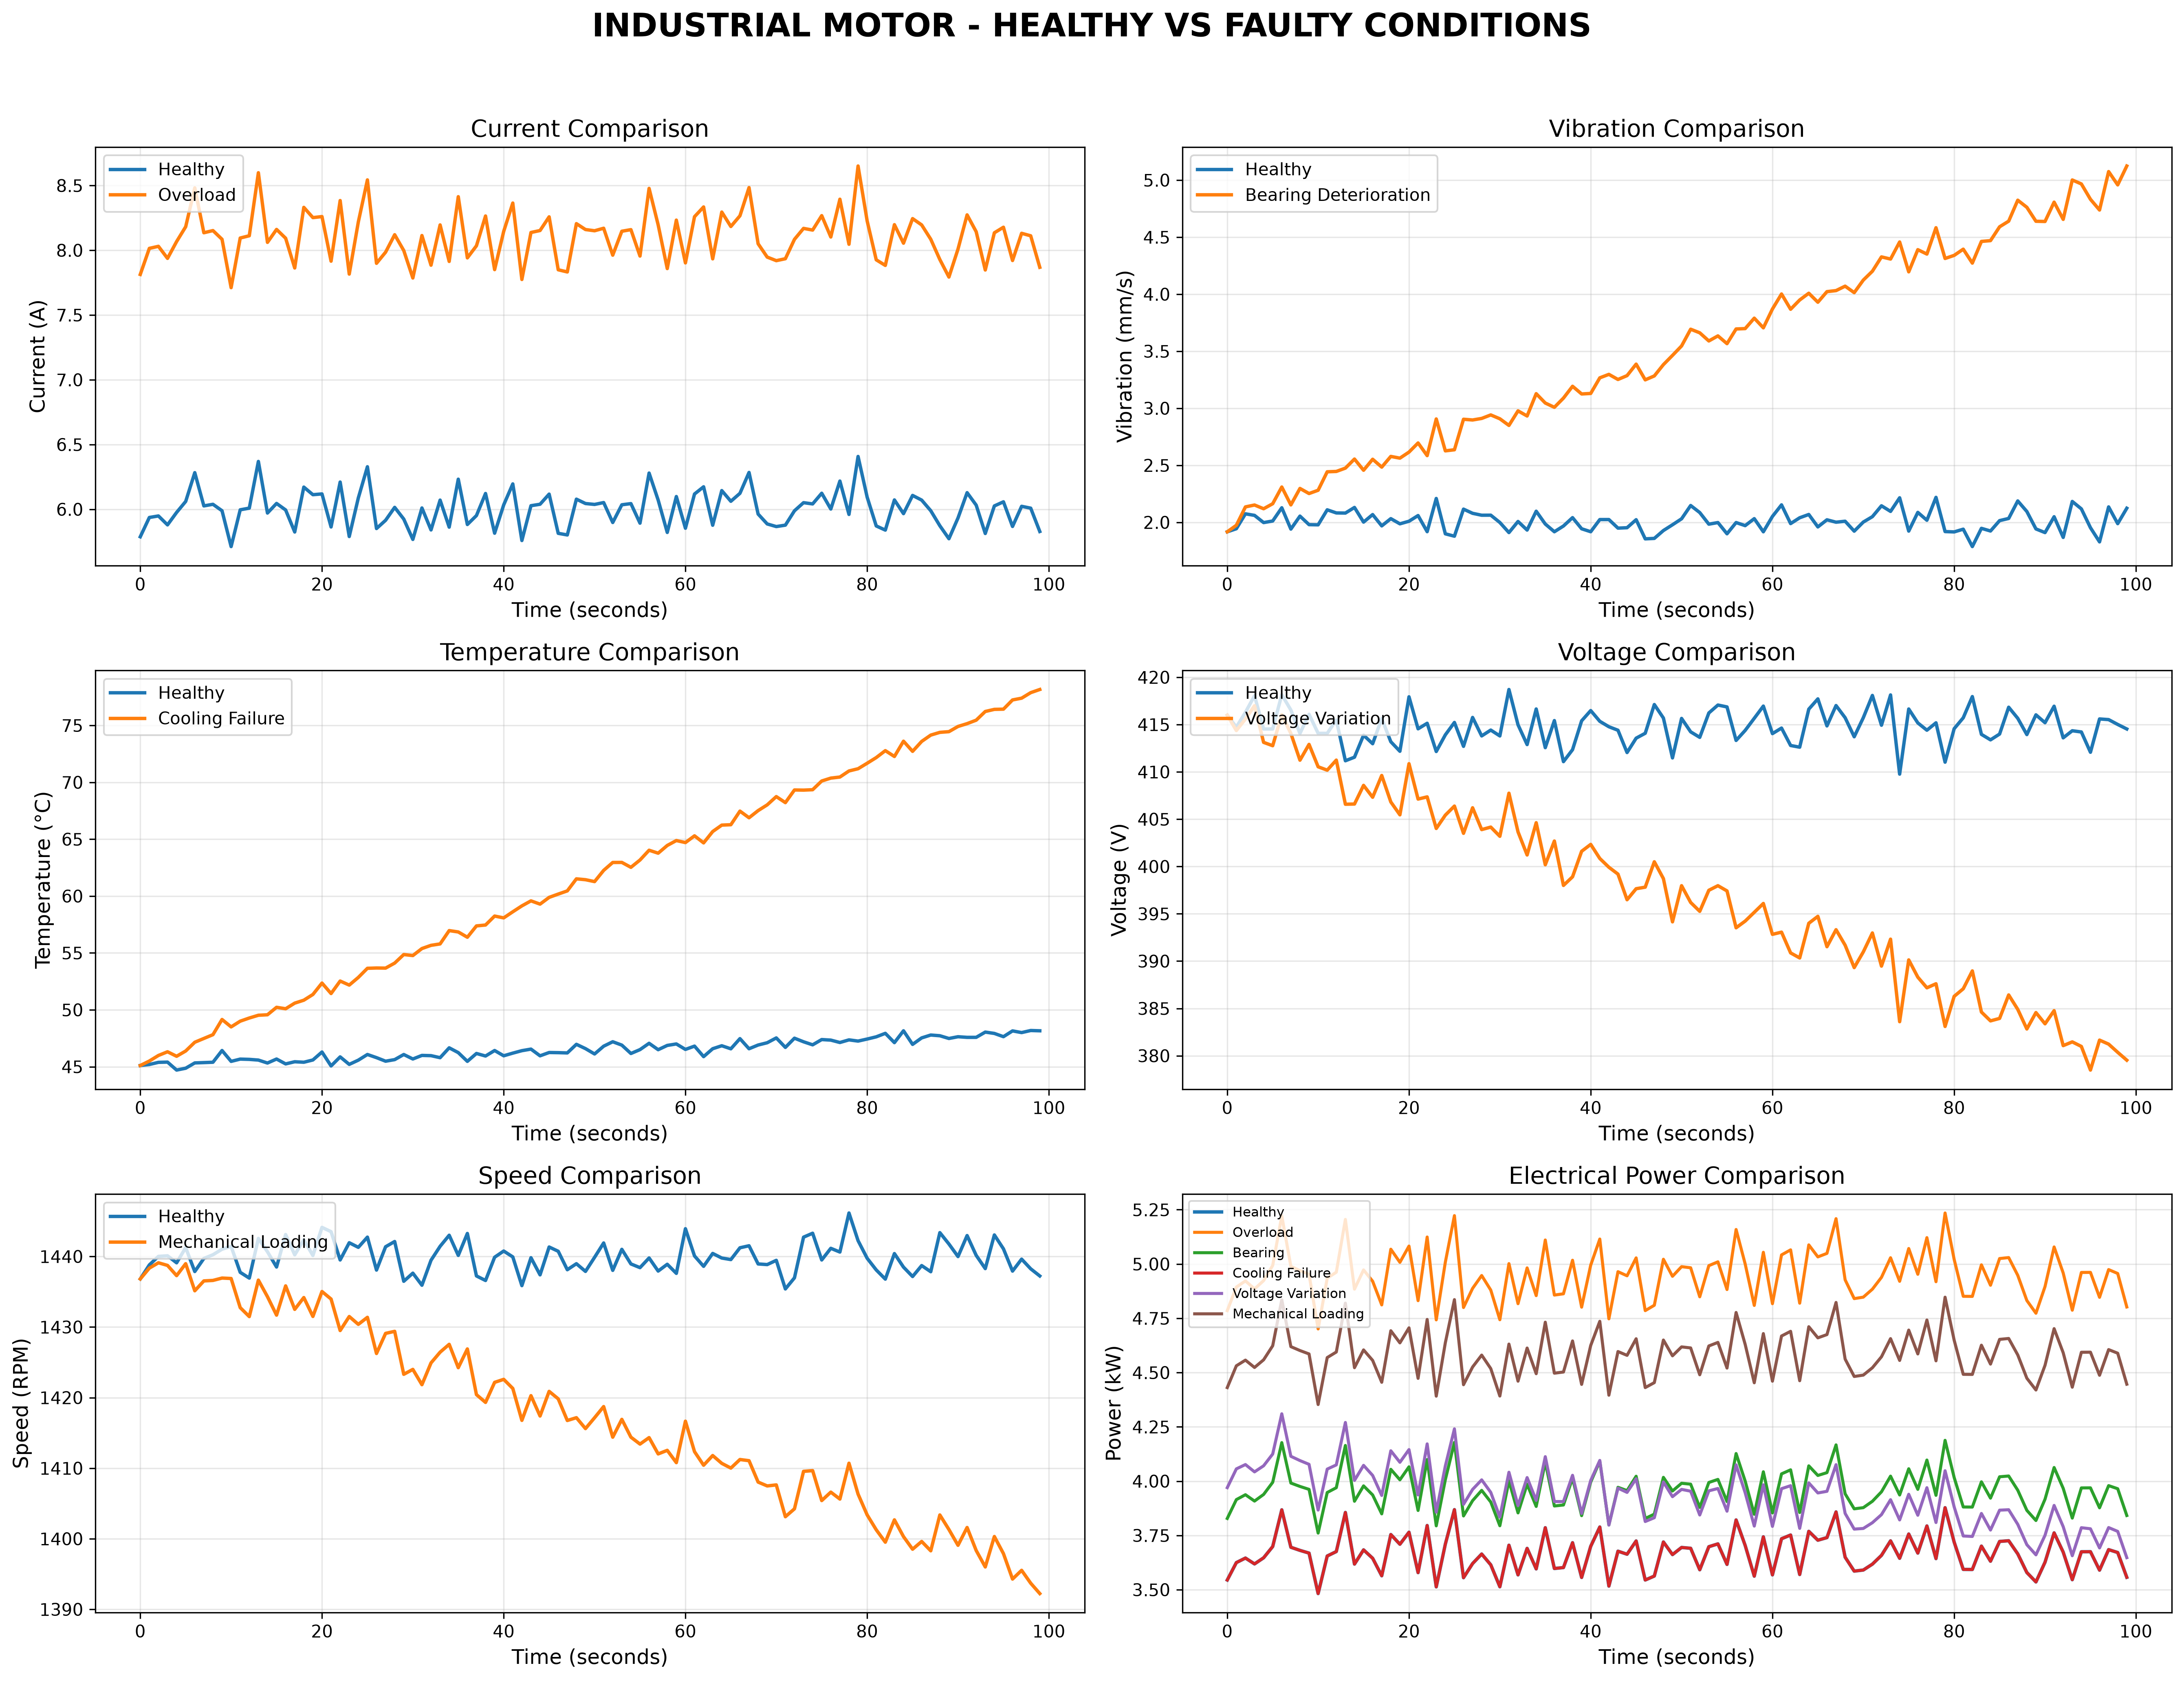 INDUSTRIAL MOTOR - HEALTHY VS FAULTY CONDITIONS
Current Comparison
Healthy
Overload
Current (A)
8.5
8.0
7.5
7.0
6.5
6.0
0 20 40 60 80 100
Time (seconds)
Vibration Comparison
Healthy
Bearing Deterioration
Vibration (mm/s)
5.0
4.5
4.0
3.5
3.0
2.5
2.0
0 20 40 60 80 100
Time (seconds)
Temperature Comparison
Healthy
Cooling Failure
Temperature (°C)
75
70
65
60
55
50
45
0 20 40 60 80 100
Time (seconds)
Voltage Comparison
Healthy
Voltage Variation
Voltage (V)
420
415
410
405
400
395
390
385
380
0 20 40 60 80 100
Time (seconds)
Speed Comparison
Healthy
Mechanical Loading
Speed (RPM)
1440
1430
1420
1410
1400
1390
0 20 40 60 80 100
Time (seconds)
Electrical Power Comparison
Healthy
Overload
Bearing
Cooling Failure
Voltage Variation
Mechanical Loading
Power (kW)
5.25
5.00
4.75
4.50
4.25
4.00
3.75
3.50
0 20 40 60 80 100
Time (seconds)